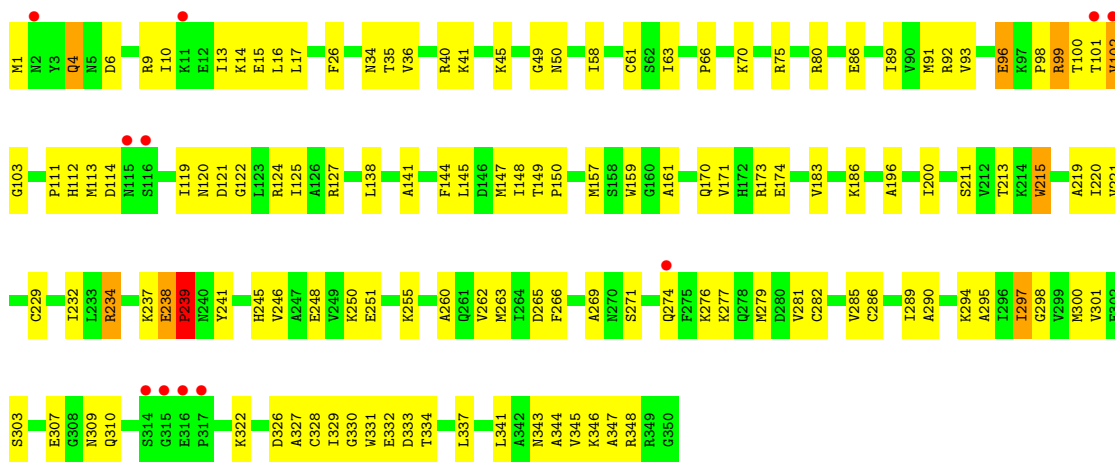 M1 N2 Y3 Q4 N5 D6 R9 I10 K11 E12 I13 K14 E15 L16 L17 F26 N34 T35 V36 R40 K41 K45 G49 N50 I58 C61 S62 I63 P66 K70 R75 R80 E86 I89 V90 M91 R92 V93 E96 K97 P98 R99 T100 T101
G103 P111 H112 M113 D114 N115 S116 I119 N120 D121 G122 L123 R124 I125 A126 R127 L138 A141 F144 L145 D146 M147 I148 T149 P150 M157 S158 W159 G160 A161 Q170 V171 H172 R173 E174 V183 K186 A196 I200 S211 V212 T213 K214 W215 A219 I220
C229 I232 L233 R234 K237 E238 P239 N240 Y241 H245 V246 A247 E248 V249 K250 E251 K255 A260 Q261 V262 M263 I264 D265 F266 A269 N270 S271 Q274 F275 K276 K277 Q278 M279 D280 V281 C282 V285 C286 I289 A290 K294 A295 I296 I297 G298 V299 M300 V301
S303 E307 G308 N309 Q310 S314 G315 E316 P317 K322 D326 A327 C328 I329 G330 W331 E332 D333 T334 L337 L341 A342 N343 A344 V345 K346 A347 R348 R349 G350